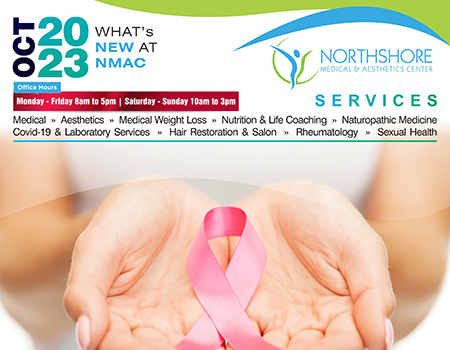 OCT
2023
WHAT's
NEW AT
NMAC
NORTHSHORE
MEDICAL & AESTHETICS CENTER
Office Hours
Monday - Friday 8am to 5pm | Saturday - Sunday 10am to 3pm
SERVICES
Medical » Aesthetics » Medical Weight Loss » Nutrition & Life Coaching » Naturopathic Medicine
Covid-19 & Laboratory Services » Hair Restoration & Salon » Rheumatology » Sexual Health